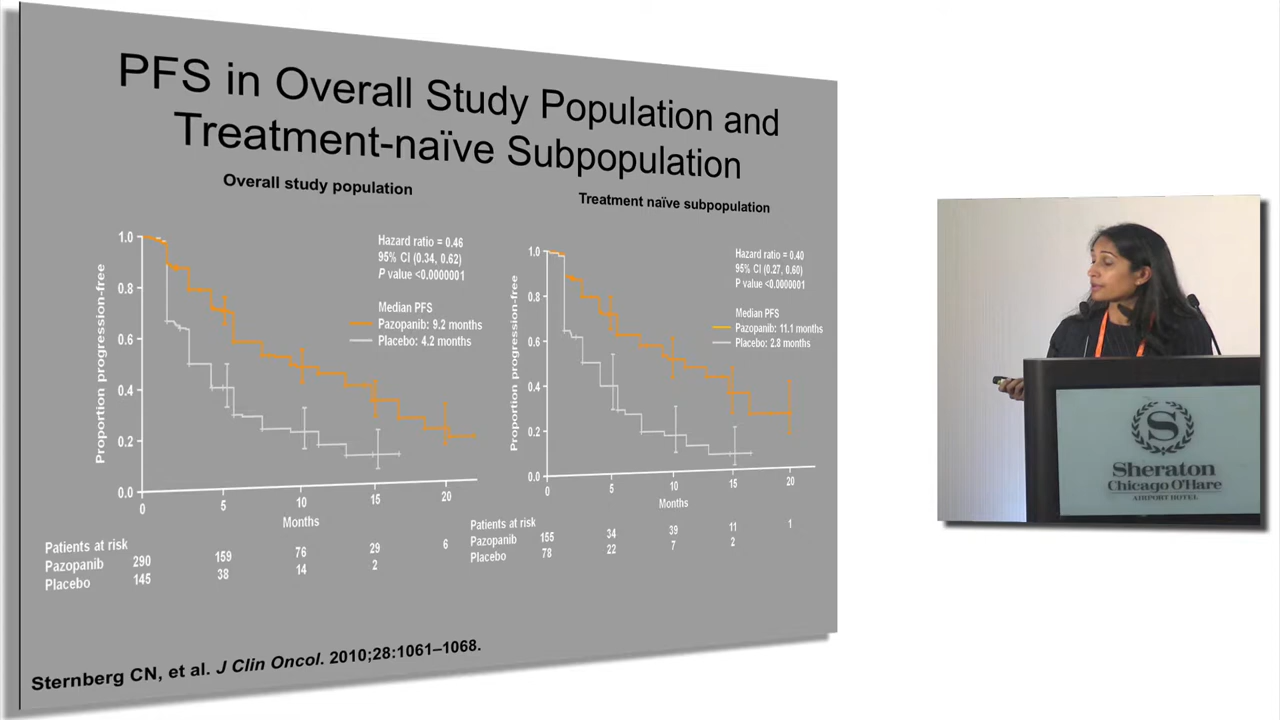 PFS in Overall Study Population and
Treatment-naïve Subpopulation
Overall study population
Proportion progression-free
1.0
0.8
0.6
0.4
0.2
0.0
0
5
10
15
20
Months
Hazard ratio = 0.46
95% CI (0.34, 0.62)
P value <0.0000001
Median PFS
Pazopanib: 9.2 months
Placebo: 4.2 months
Patients at risk
Pazopanib 290 159 76 29 6
Placebo 145 38 14 2
Treatment naïve subpopulation
Proportion progression-free
1.0
0.8
0.6
0.4
0.2
0.0
0
5
10
15
20
Months
Hazard ratio = 0.40
95% CI (0.27, 0.60)
P value <0.0000001
Median PFS
Pazopanib: 11.1 months
Placebo: 2.8 months
Patients at risk
Pazopanib 155 34 39 11 1
Placebo 78 22 7 2
Sternberg CN, et al. J Clin Oncol. 2010;28:1061–1068.
S
Sheraton
Chicago O'Hare
AIRPORT HOTEL